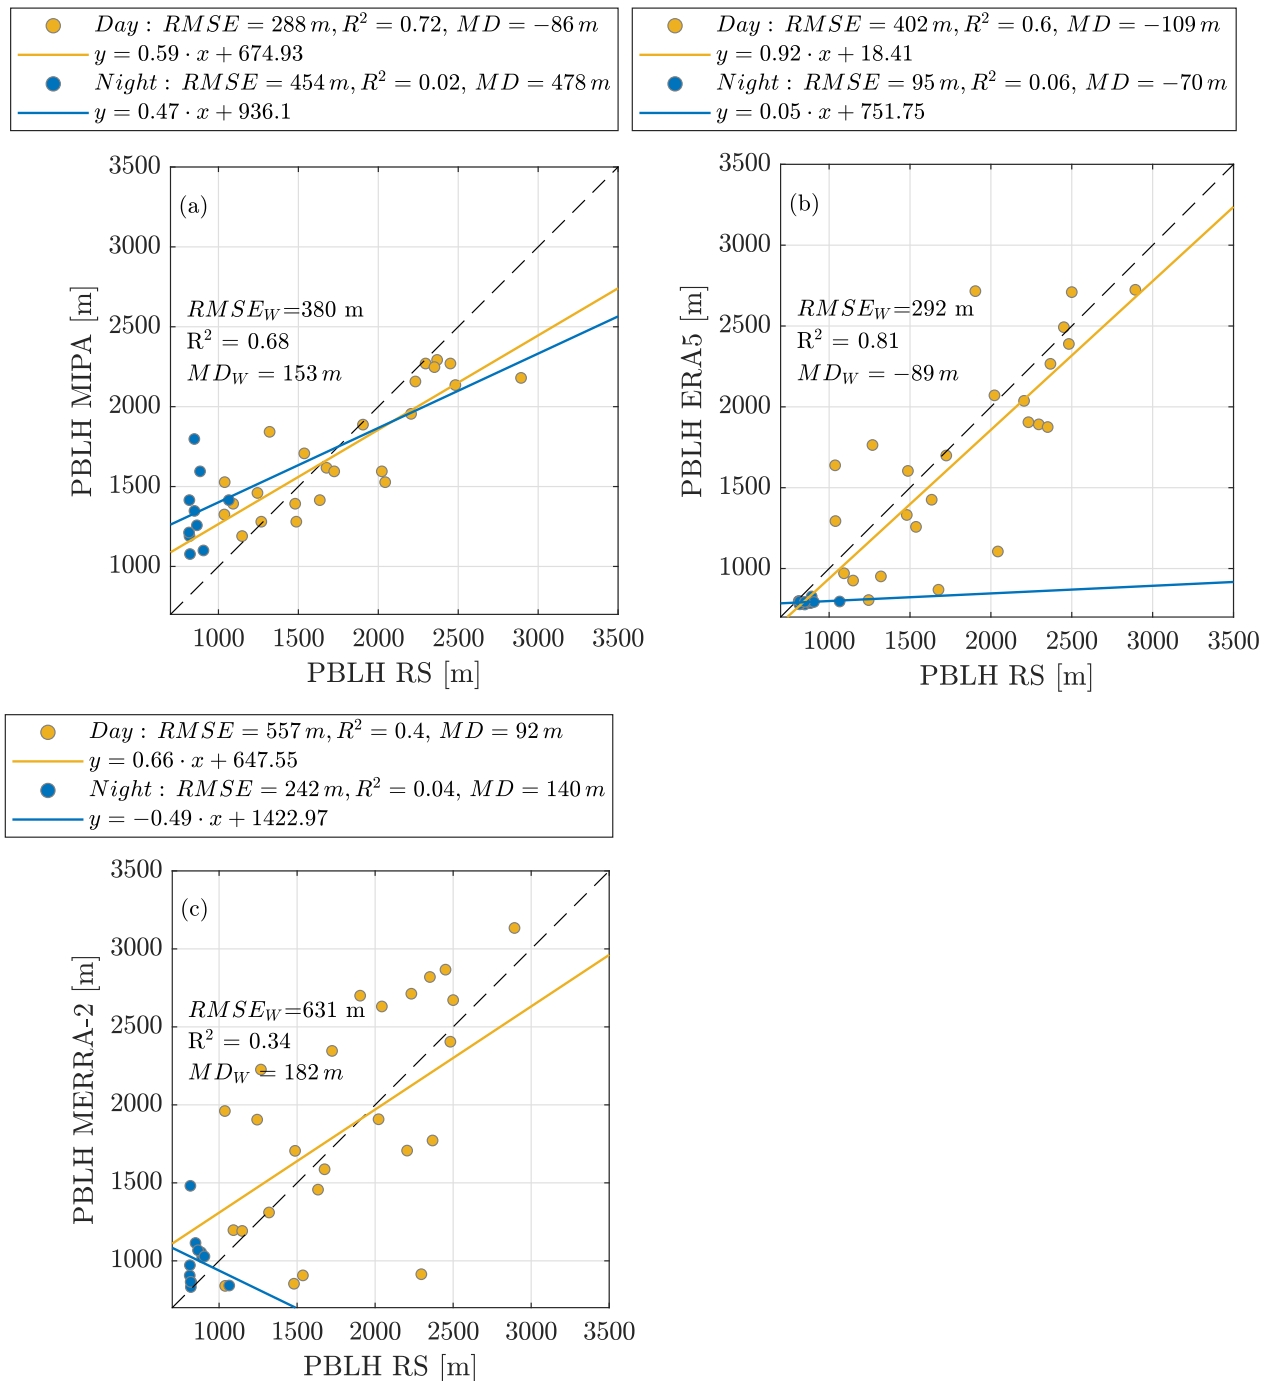 Day : RMSE = 288 m, R² = 0.72, MD = −86 m
y = 0.59 · x + 674.93
Night : RMSE = 454 m, R² = 0.02, MD = 478 m
y = 0.47 · x + 936.1
Day : RMSE = 402 m, R² = 0.6, MD = −109 m
y = 0.92 · x + 18.41
Night : RMSE = 95 m, R² = 0.06, MD = −70 m
y = 0.05 · x + 751.75
(a)
RMSE_W=380 m
R² = 0.68
MD_W = 153 m
3500
3000
2500
2000
1500
1000
PBLH MIPA [m]
1000 1500 2000 2500 3000 3500
PBLH RS [m]
(b)
RMSE_W=292 m
R² = 0.81
MD_W = −89 m
3500
3000
2500
2000
1500
1000
PBLH ERA5 [m]
1000 1500 2000 2500 3000 3500
PBLH RS [m]
Day : RMSE = 557 m, R² = 0.4, MD = 92 m
y = 0.66 · x + 647.55
Night : RMSE = 242 m, R² = 0.04, MD = 140 m
y = −0.49 · x + 1422.97
(c)
RMSE_W=631 m
R² = 0.34
MD_W = 182 m
3500
3000
2500
2000
1500
1000
PBLH MERRA-2 [m]
1000 1500 2000 2500 3000 3500
PBLH RS [m]